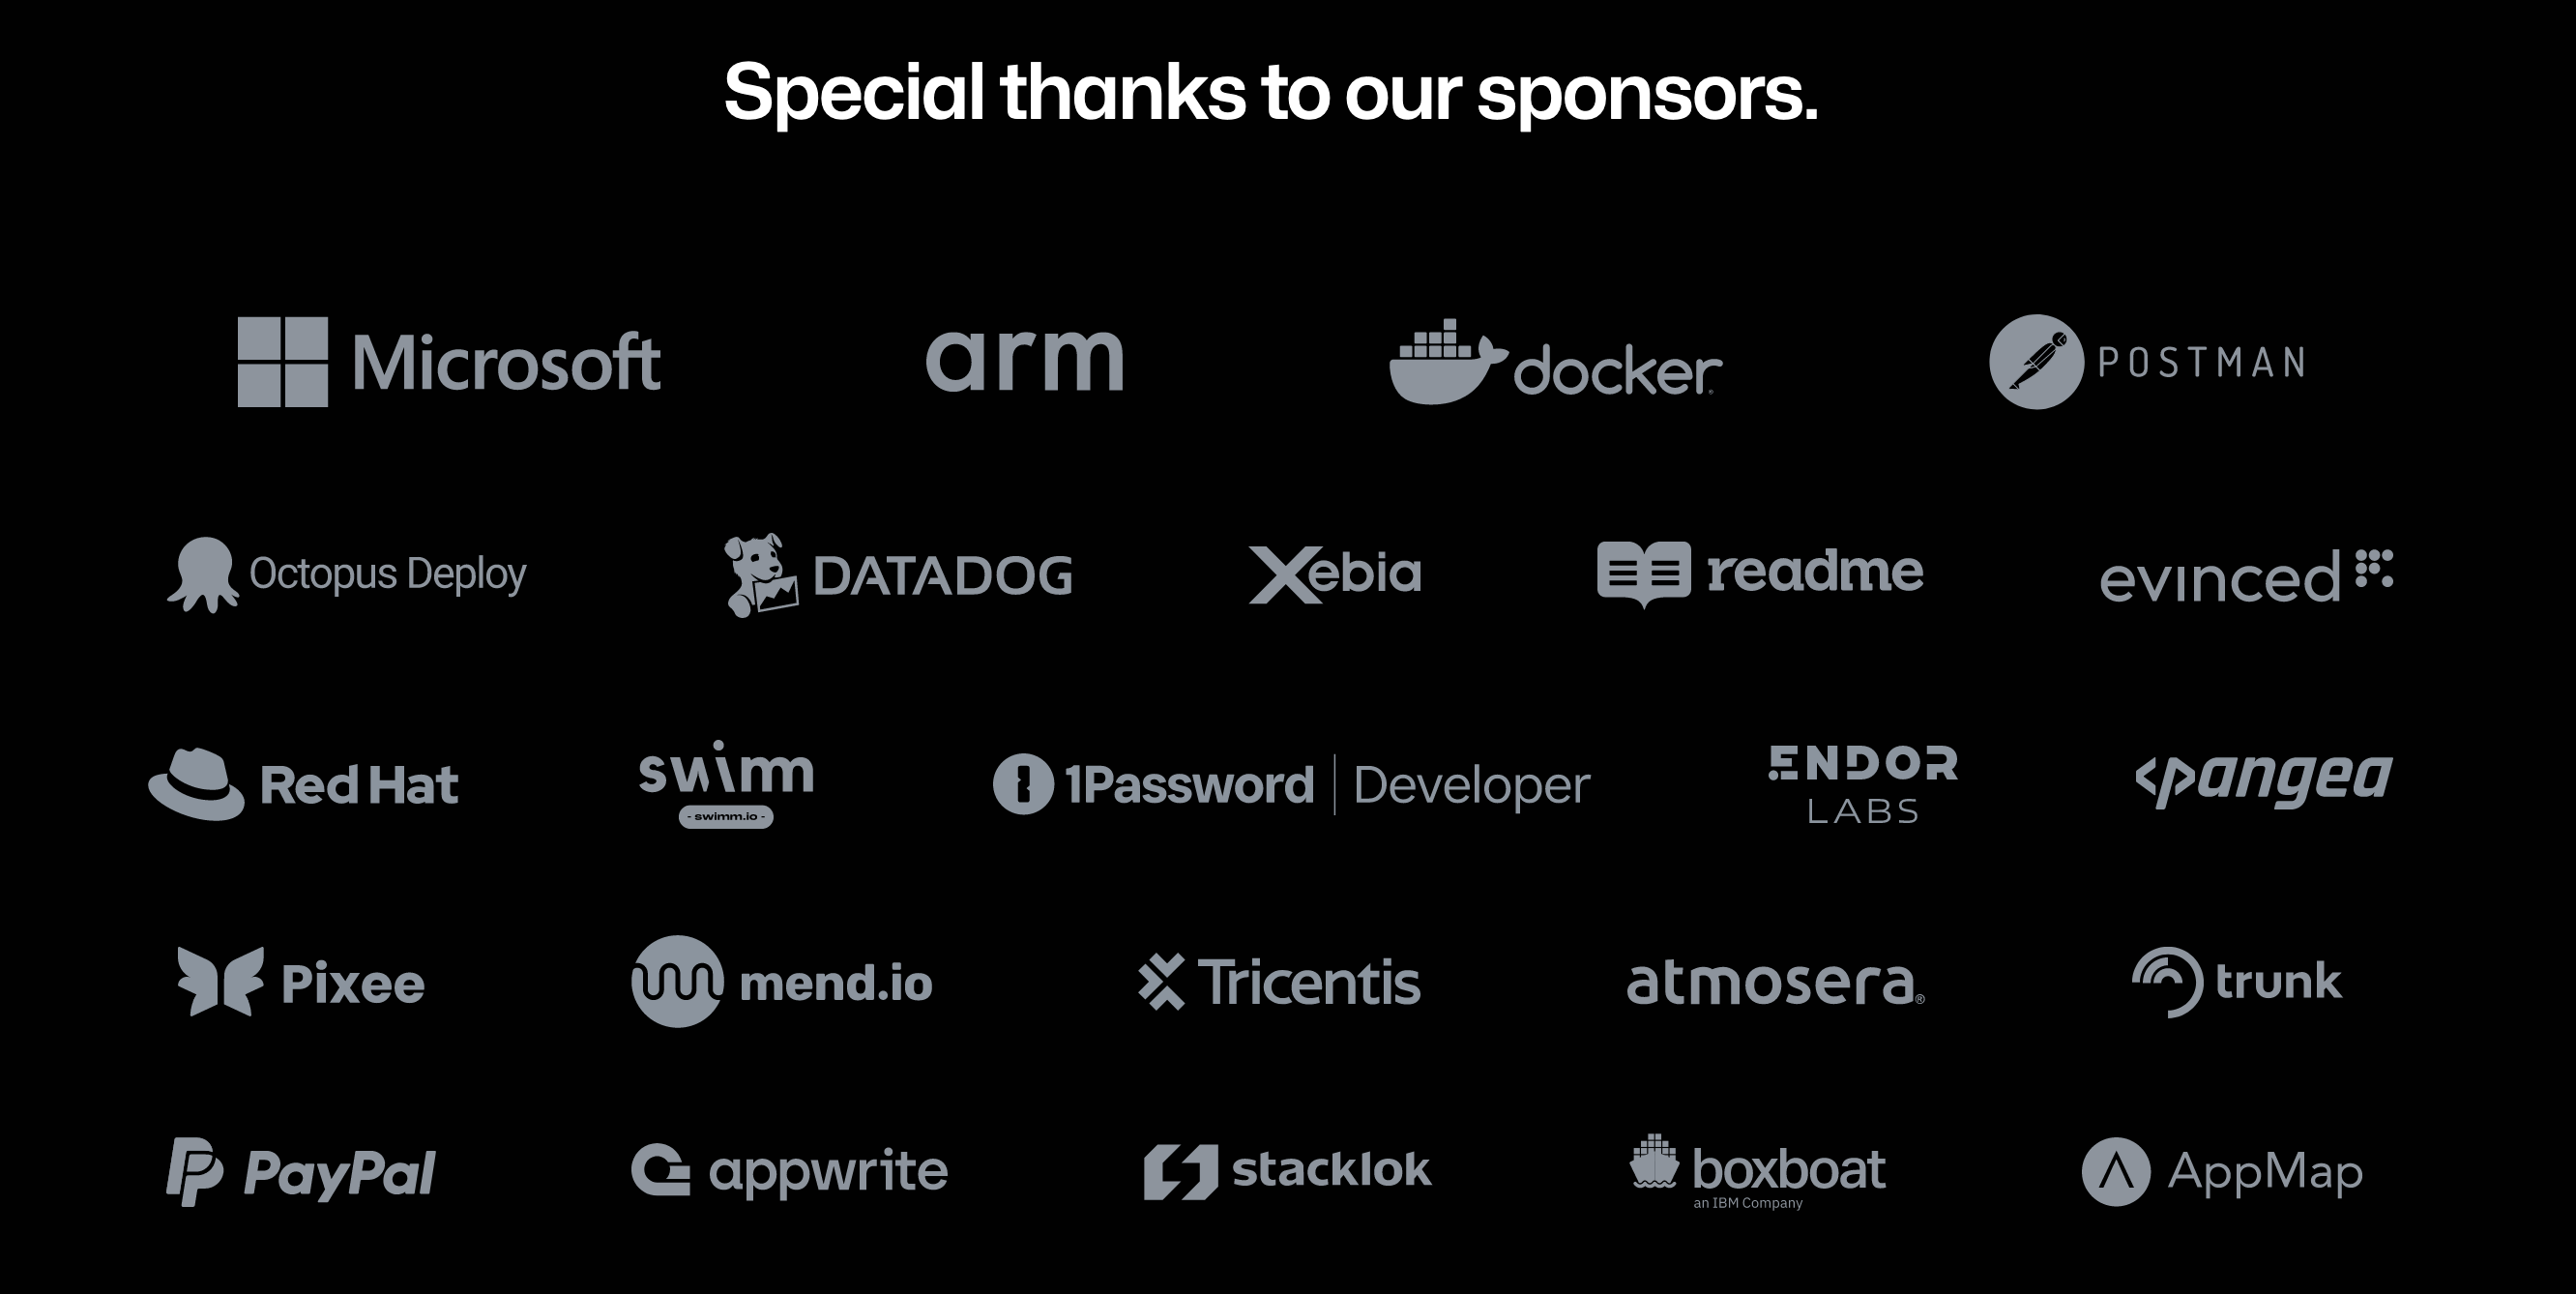 Special thanks to our sponsors.
Microsoft
arm
docker
POSTMAN
Octopus Deploy
DATADOG
Xebia
readme
evinced
Red Hat
swimm
- swimm.io -
1Password | Developer
ENDOR
LABS
pangea
Pixee
mend.io
Tricentis
atmosera®
trunk
PayPal
appwrite
stacklok
boxboat
an IBM Company
AppMap